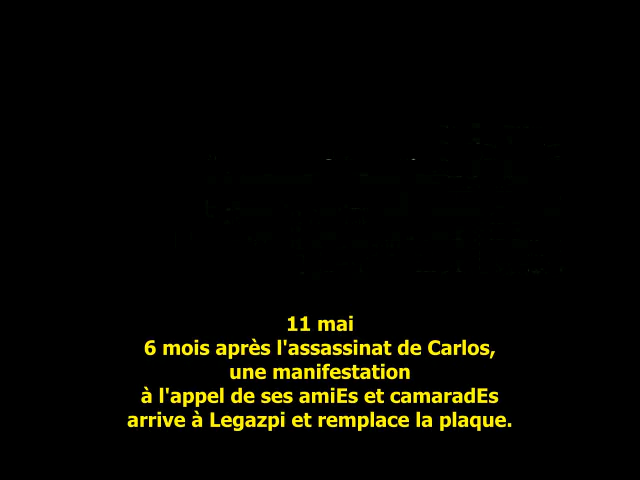 11 mai
6 mois après l'assassinat de Carlos,
une manifestation
à l'appel de ses amiEs et camaradEs
arrive à Legazpi et remplace la plaque.